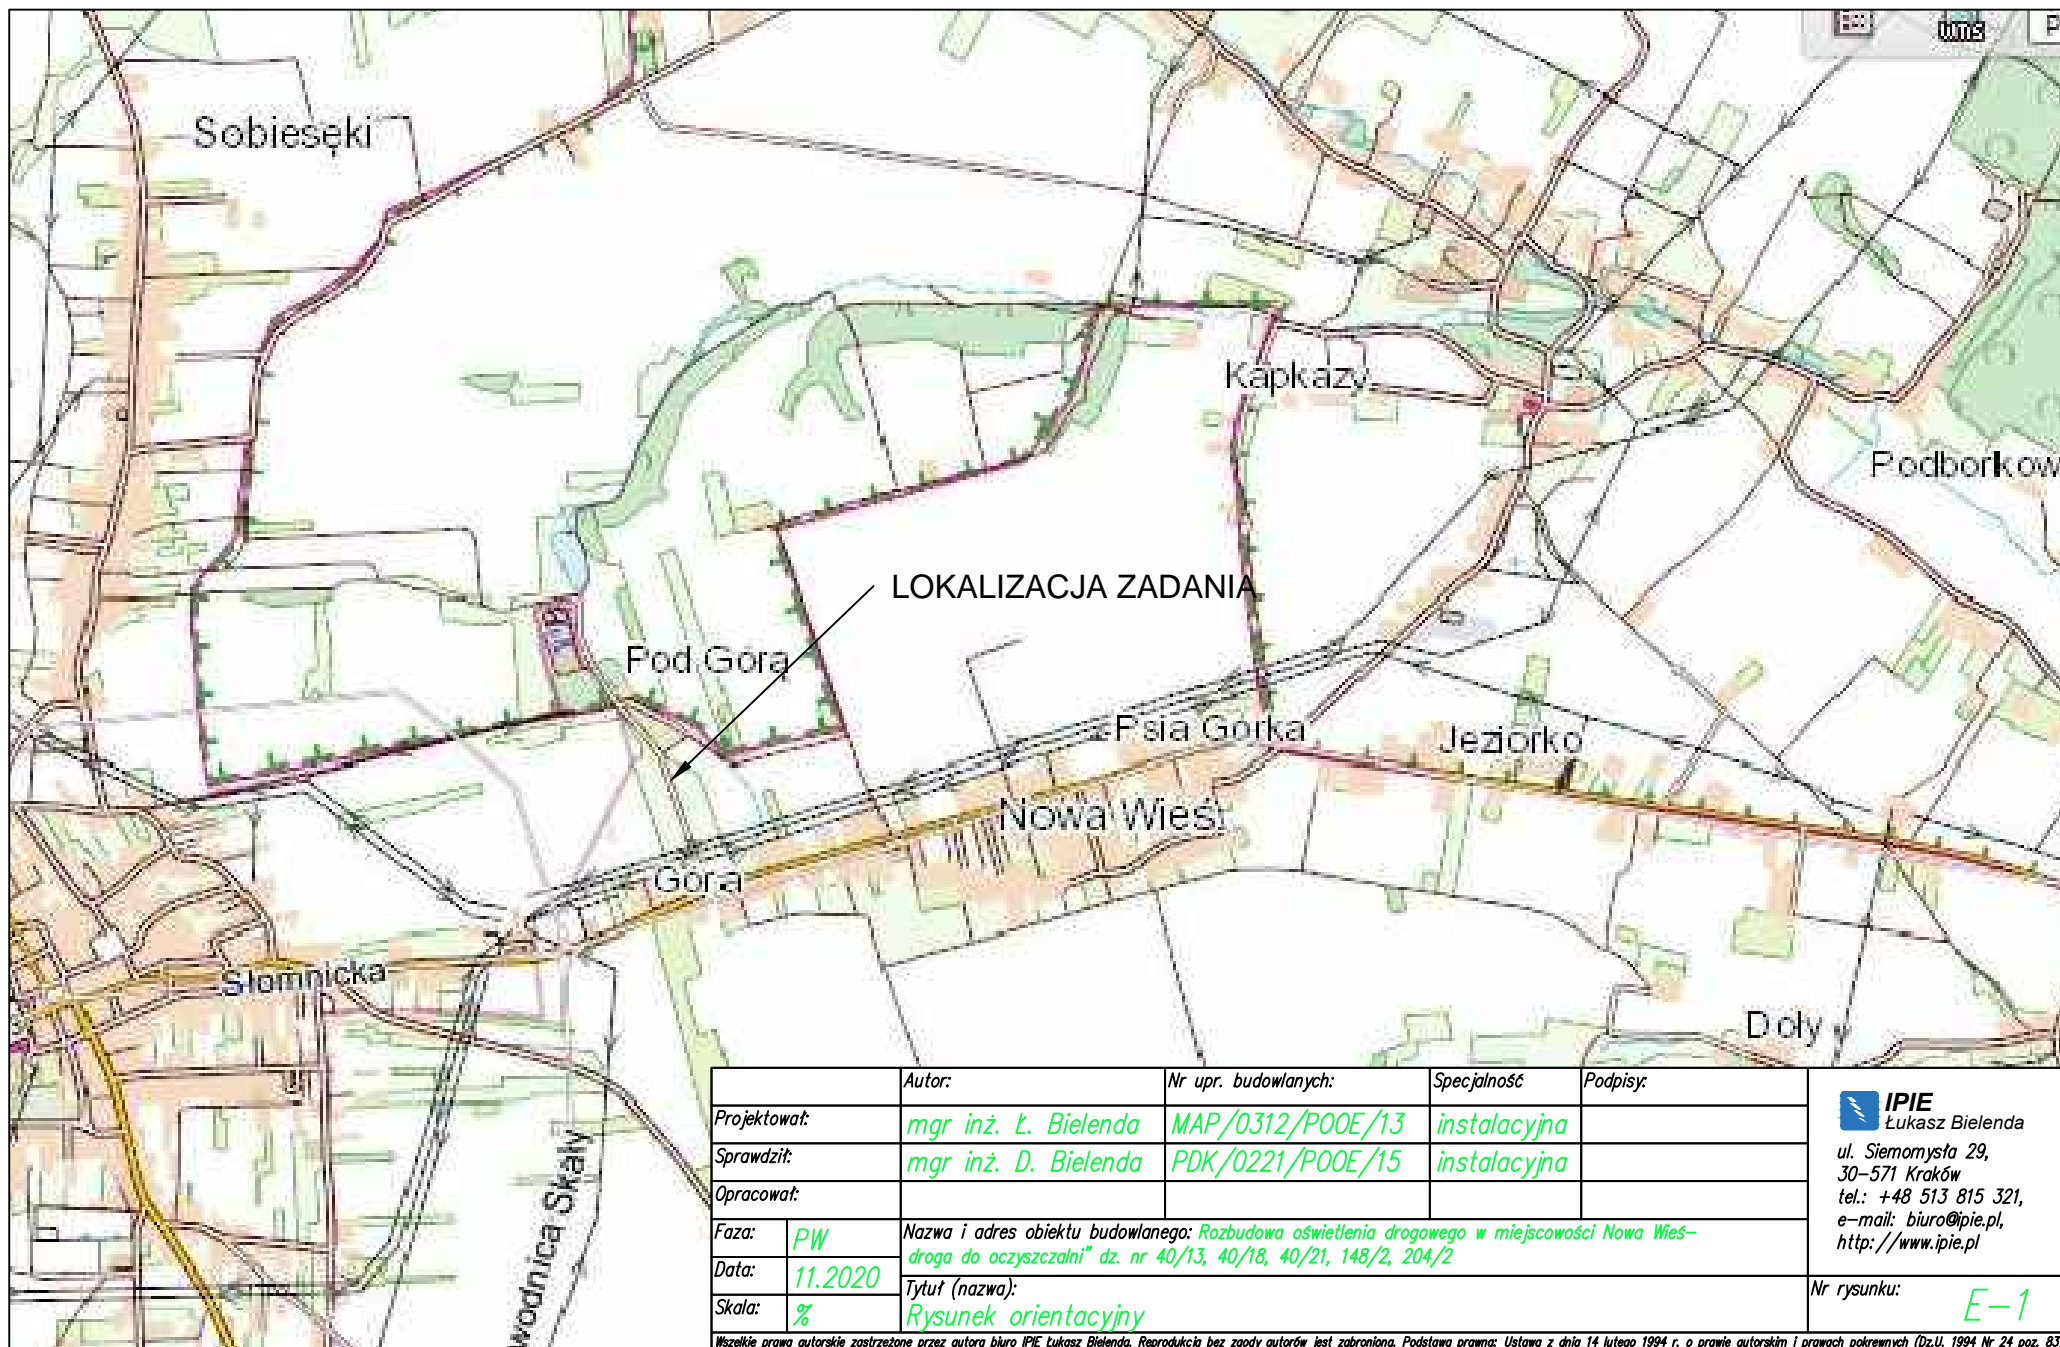 wms
P
Sobiesęki
Kapkazy
Podborkow
LOKALIZACJA ZADANIA
Pod Górą
Psia Górka
Jeziorko
Nowa Wieś
Góra
Słomnicka
Doły
wodnica Skały
Autor:
Nr upr. budowlanych:
Specjalność
Podpisy:
Projektował:
mgr inż. Ł. Bielenda
MAP/0312/POOE/13
instalacyjna
Sprawdził:
mgr inż. D. Bielenda
PDK/0221/POOE/15
instalacyjna
Opracował:
Faza:
PW
Nazwa i adres obiektu budowlanego: Rozbudowa oświetlenia drogowego w miejscowości Nowa Wieś-
droga do oczyszczalni" dz. nr 40/13, 40/18, 40/21, 148/2, 204/2
Data:
11.2020
Skala:
%
Tytuł (nazwa):
Rysunek orientacyjny
IPIE
Łukasz Bielenda
ul. Siemomysła 29,
30-571 Kraków
tel.: +48 513 815 321,
e-mail: biuro@ipie.pl,
http://www.ipie.pl
Nr rysunku:
E-1
Wszelkie prawa autorskie zastrzeżone przez autora biuro IPIE Łukasz Bielenda. Reprodukcja bez zgody autorów jest zabroniona. Podstawa prawna: Ustawa z dnia 14 lutego 1994 r. o prawie autorskim i prawach pokrewnych (Dz.U. 1994 Nr 24 poz. 83